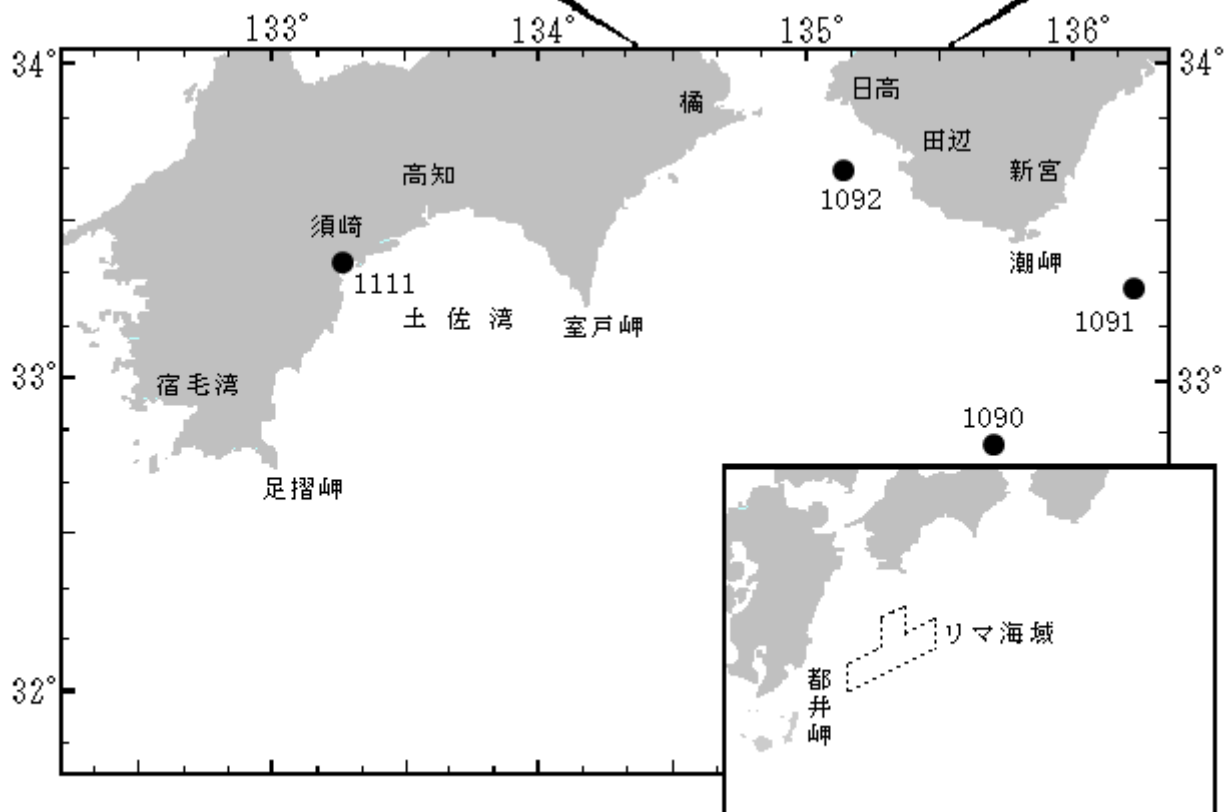 133°
134°
135°
136°
34°
34°
橘
日高
田辺
高知
新宮
1092
須崎
潮岬
1111
土佐湾
室戸岬
1091
33°
33°
宿毛湾
1090
足摺岬
リマ海域
都井岬
32°